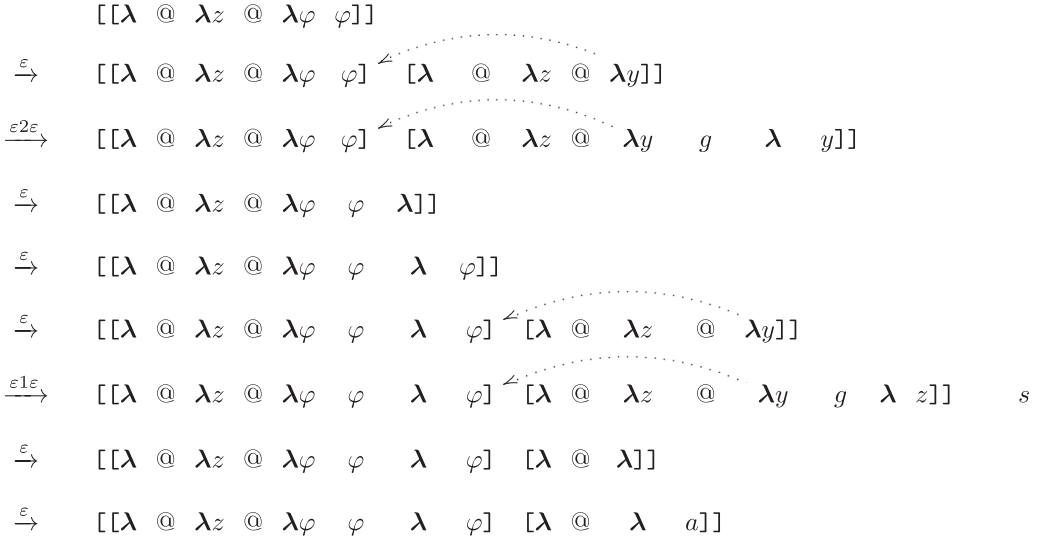 [[𝝀 @ 𝝀z @ 𝝀φ φ]]
ε→ [[𝝀 @ 𝝀z @ 𝝀φ φ] [𝝀 @ 𝝀z @ 𝝀y]]
ε2ε→ [[𝝀 @ 𝝀z @ 𝝀φ φ] [𝝀 @ 𝝀z @ 𝝀y g 𝝀 y]]
ε→ [[𝝀 @ 𝝀z @ 𝝀φ φ 𝝀]]
ε→ [[𝝀 @ 𝝀z @ 𝝀φ φ 𝝀 φ]]
ε→ [[𝝀 @ 𝝀z @ 𝝀φ φ 𝝀 φ] [𝝀 @ 𝝀z @ 𝝀y]]
ε1ε→ [[𝝀 @ 𝝀z @ 𝝀φ φ 𝝀 φ] [𝝀 @ 𝝀z @ 𝝀y g 𝝀 z]] s
ε→ [[𝝀 @ 𝝀z @ 𝝀φ φ 𝝀 φ] [𝝀 @ 𝝀]]
ε→ [[𝝀 @ 𝝀z @ 𝝀φ φ 𝝀 φ] [𝝀 @ 𝝀 a]]